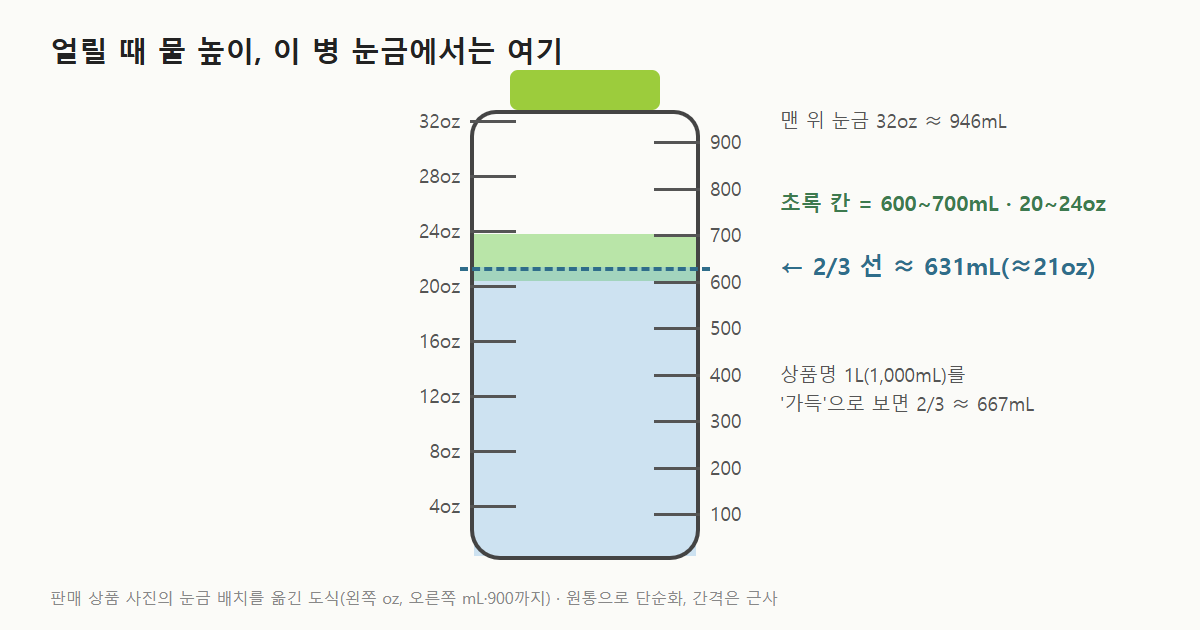 얼릴 때 물 높이, 이 병 눈금에서는 여기
32oz
28oz
24oz
20oz
16oz
12oz
8oz
4oz
900
800
700
600
500
400
300
200
100
맨 위 눈금 32oz ≈ 946mL
초록 칸 = 600~700mL · 20~24oz
← 2/3 선 ≈ 631mL(≈21oz)
상품명 1L(1,000mL)를
'가득'으로 보면 2/3 ≈ 667mL
판매 상품 사진의 눈금 배치를 옮긴 도식(왼쪽 oz, 오른쪽 mL·900까지) · 원통으로 단순화, 간격은 근사